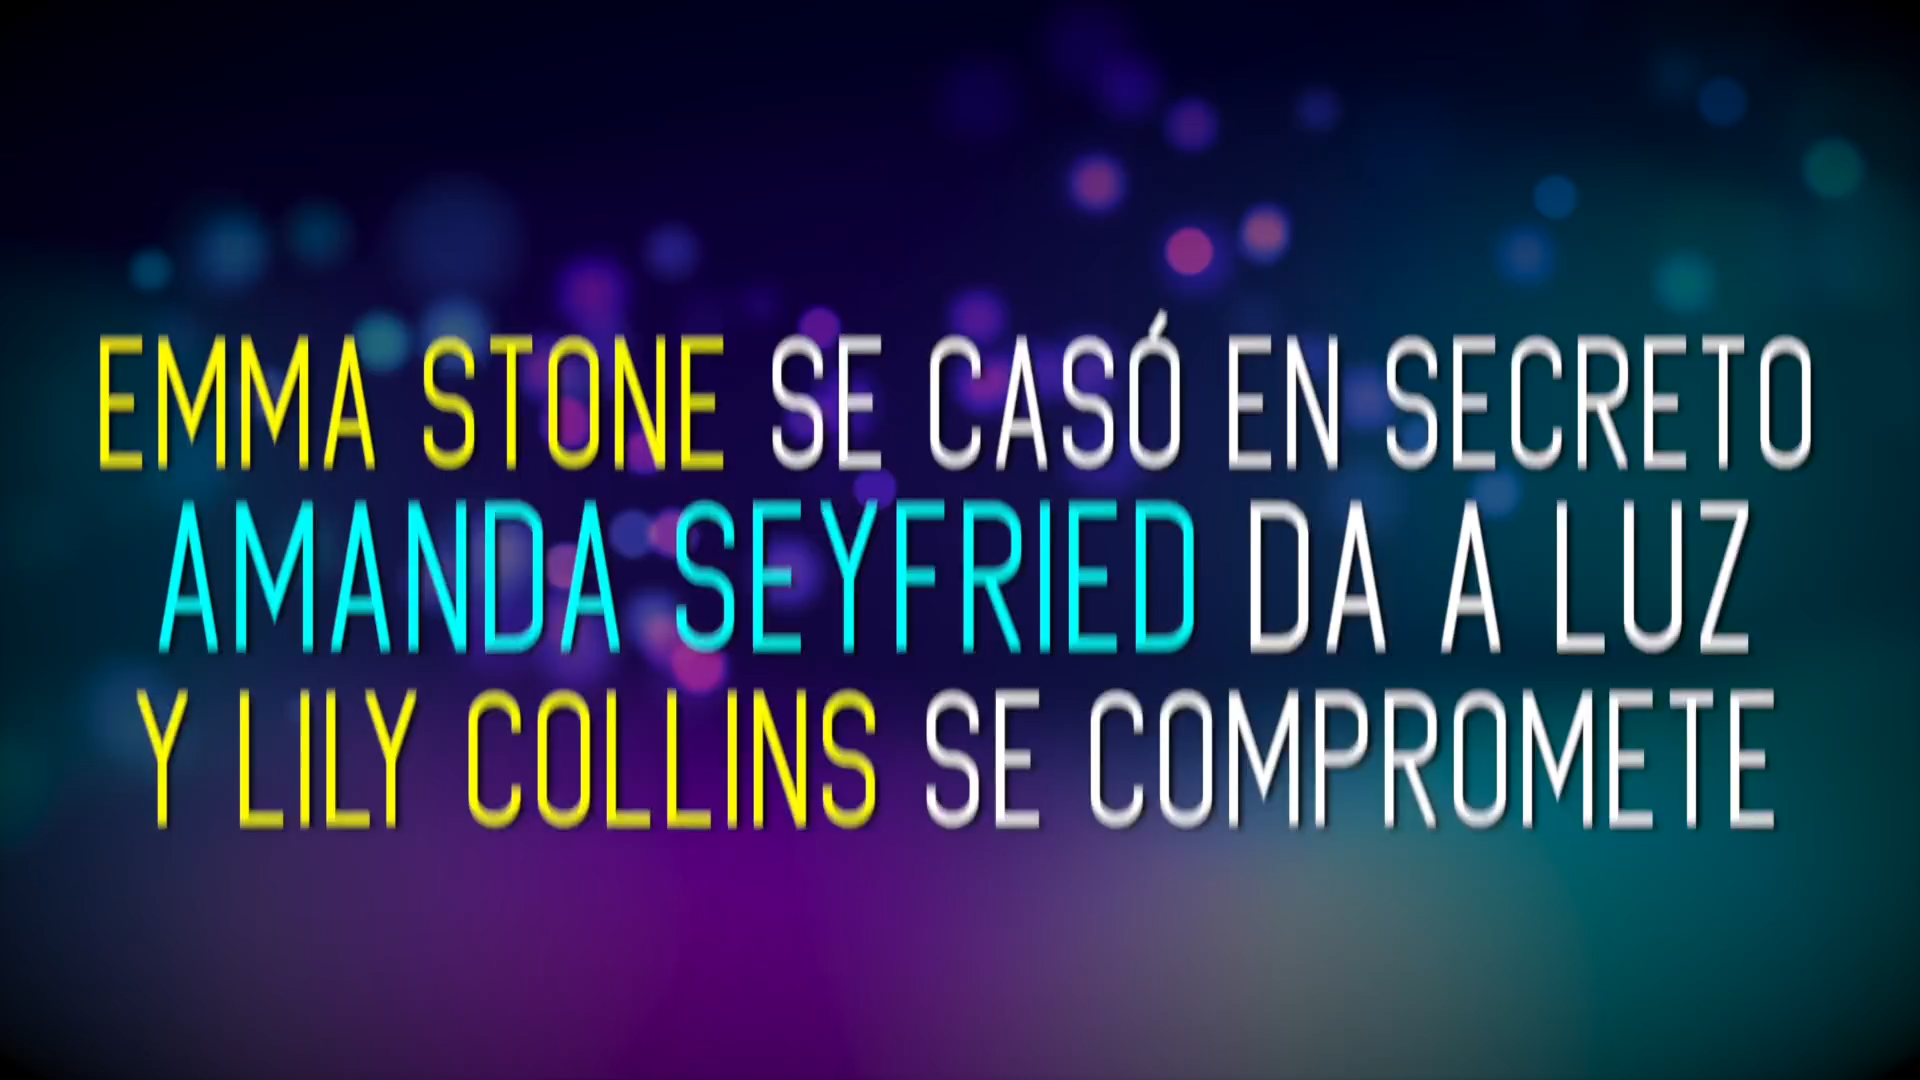 EMMA STONE SE CASÓ EN SECRETO
AMANDA SEYFRIED DA A LUZ
Y LILY COLLINS SE COMPROMETE